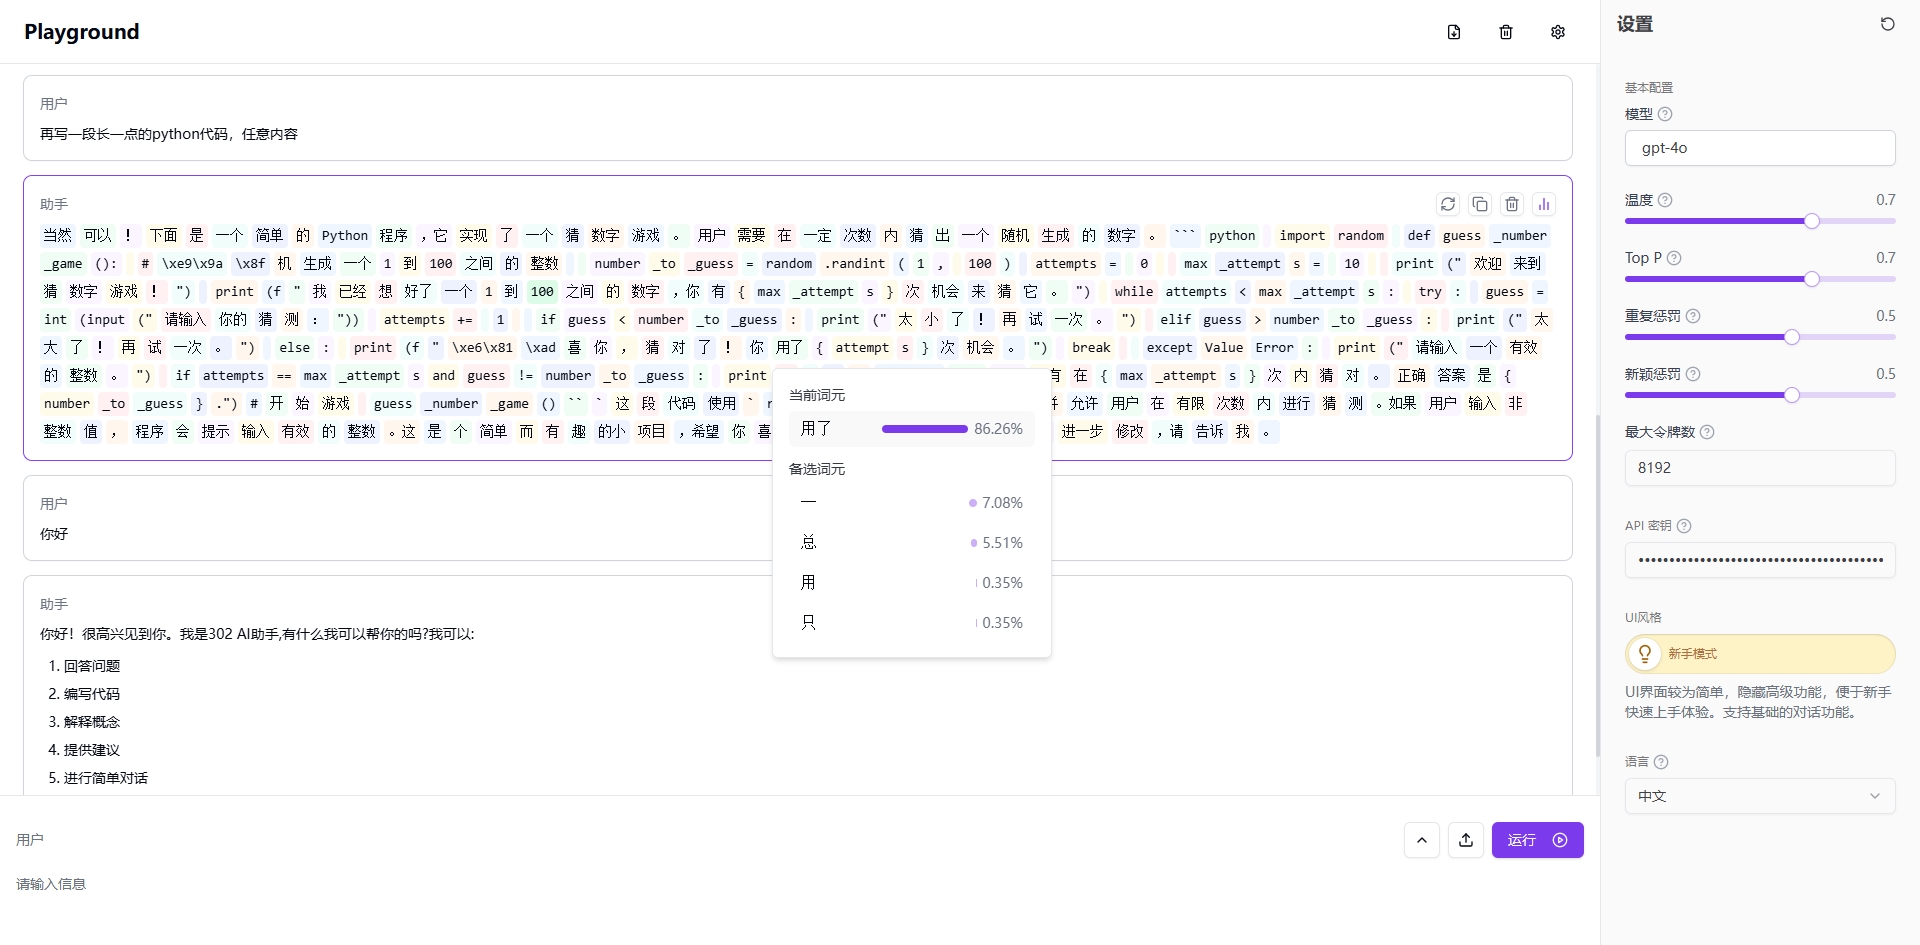 Playground
用户
再写一段长一点的python代码，任意内容
助手
当然 可以 ！ 下面 是 一个 简单 的 Python 程序 ，它 实现 了 一个 猜 数字 游戏 。 用户 需要 在 一定 次数 内 猜 出 一个 随机 生成 的 数字 。 ``` python import random def guess _number
_game (): # \xe9\x9a \x8f 机 生成 一个 1 到 100 之间 的 整数 number _to _guess = random .randint ( 1 , 100 ) attempts = 0 max _attempt s = 10 print (" 欢迎 来到
猜 数字 游戏 ！ ") print (f " 我 已经 想 好了 一个 1 到 100 之间 的 数字 ，你 有 { max _attempt s } 次 机会 来 猜 它 。 ") while attempts < max _attempt s : try : guess =
int (input (" 请输入 你的 猜 测 ： ")) attempts += 1 if guess < number _to _guess : print (" 太 小 了 ！ 再 试 一次 。 ") elif guess > number _to _guess : print (" 太
大 了 ！ 再 试 一次 。 ") else : print (f " \xe6\x81 \xad 喜 你 ， 猜 对 了 ！ 你 用了 { attempt s } 次 机会 。 ") break except Value Error : print (" 请输入 一个 有效
的 整数 。 ") if attempts == max _attempt s and guess != number _to _guess : print 有 在 { max _attempt s } 次 内 猜 对 。 正确 答案 是 {
number _to _guess } .") # 开 始 游戏 guess _number _game () `` ` 这 段 代码 使用 ` 允许 用户 在 有限 次数 内 进行 猜 测 。如果 用户 输入 非
整数 值 ， 程序 会 提示 输入 有效 的 整数 。这 是 个 简单 而 有 趣 的小 项目 ，希望 你 喜 进一步 修改 ，请 告诉 我 。
当前词元
用了 86.26%
备选词元
一 7.08%
总 5.51%
用 0.35%
只 0.35%
用户
你好
助手
你好！很高兴见到你。我是302 AI助手,有什么我可以帮你的吗?我可以:
1. 回答问题
2. 编写代码
3. 解释概念
4. 提供建议
5. 进行简单对话
用户
运行
请输入信息
设置
基本配置
模型
gpt-4o
温度 0.7
Top P 0.7
重复惩罚 0.5
新颖惩罚 0.5
最大令牌数
8192
API 密钥
••••••••••••••••••••••••••••••••••••••
UI风格
新手模式
UI界面较为简单，隐藏高级功能，便于新手
快速上手体验。支持基础的对话功能。
语言
中文